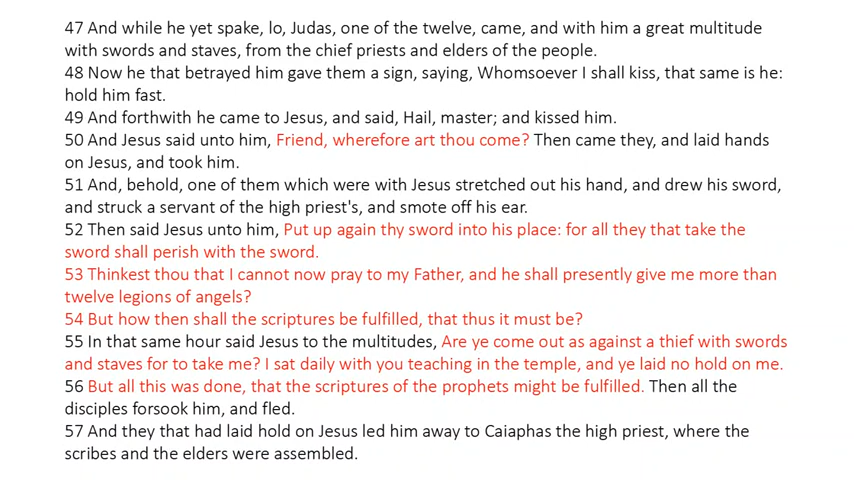 47 And while he yet spake, lo, Judas, one of the twelve, came, and with him a great multitude
with swords and staves, from the chief priests and elders of the people.
48 Now he that betrayed him gave them a sign, saying, Whomsoever I shall kiss, that same is he:
hold him fast.
49 And forthwith he came to Jesus, and said, Hail, master; and kissed him.
50 And Jesus said unto him, Friend, wherefore art thou come? Then came they, and laid hands
on Jesus, and took him.
51 And, behold, one of them which were with Jesus stretched out his hand, and drew his sword,
and struck a servant of the high priest's, and smote off his ear.
52 Then said Jesus unto him, Put up again thy sword into his place: for all they that take the
sword shall perish with the sword.
53 Thinkest thou that I cannot now pray to my Father, and he shall presently give me more than
twelve legions of angels?
54 But how then shall the scriptures be fulfilled, that thus it must be?
55 In that same hour said Jesus to the multitudes, Are ye come out as against a thief with swords
and staves for to take me? I sat daily with you teaching in the temple, and ye laid no hold on me.
56 But all this was done, that the scriptures of the prophets might be fulfilled. Then all the
disciples forsook him, and fled.
57 And they that had laid hold on Jesus led him away to Caiaphas the high priest, where the
scribes and the elders were assembled.